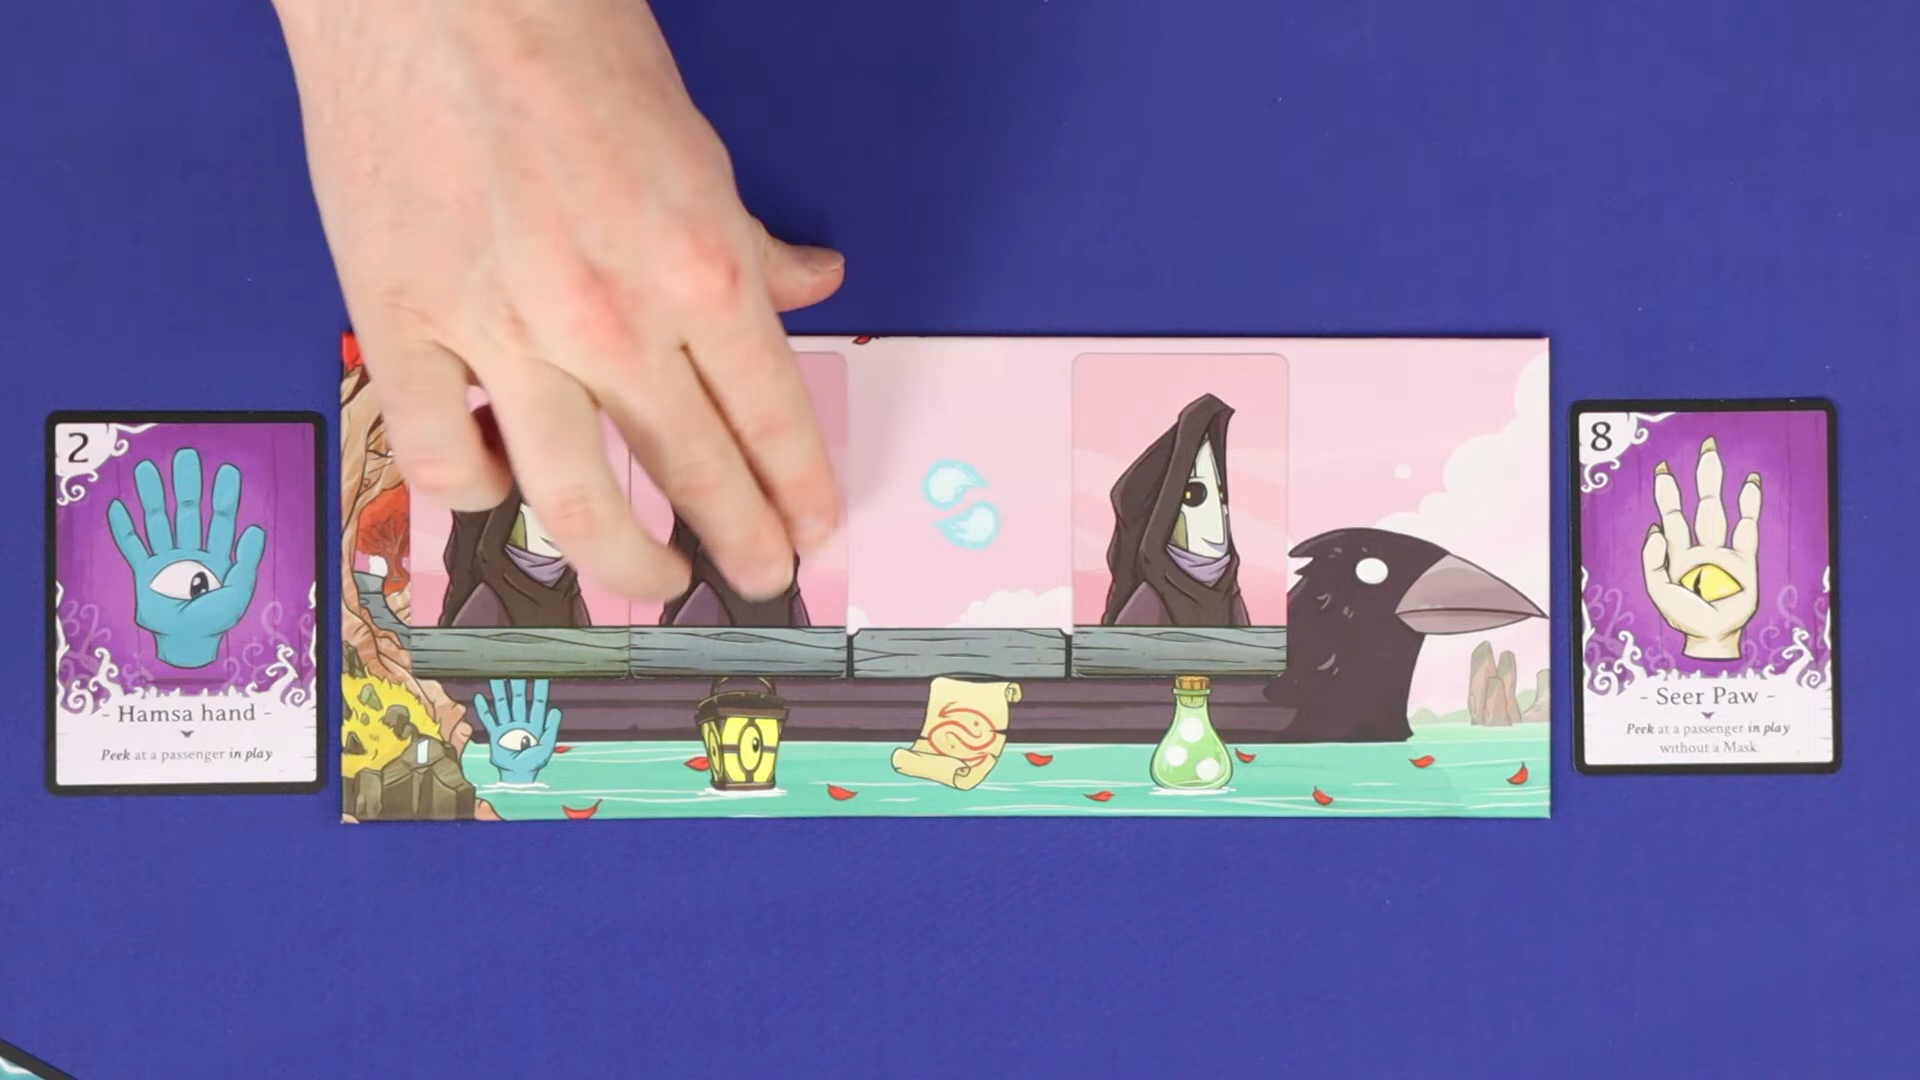 2
- Hamsa hand -
Peek at a passenger in play
8
- Seer Paw -
Peek at a passenger in play
without a Mask